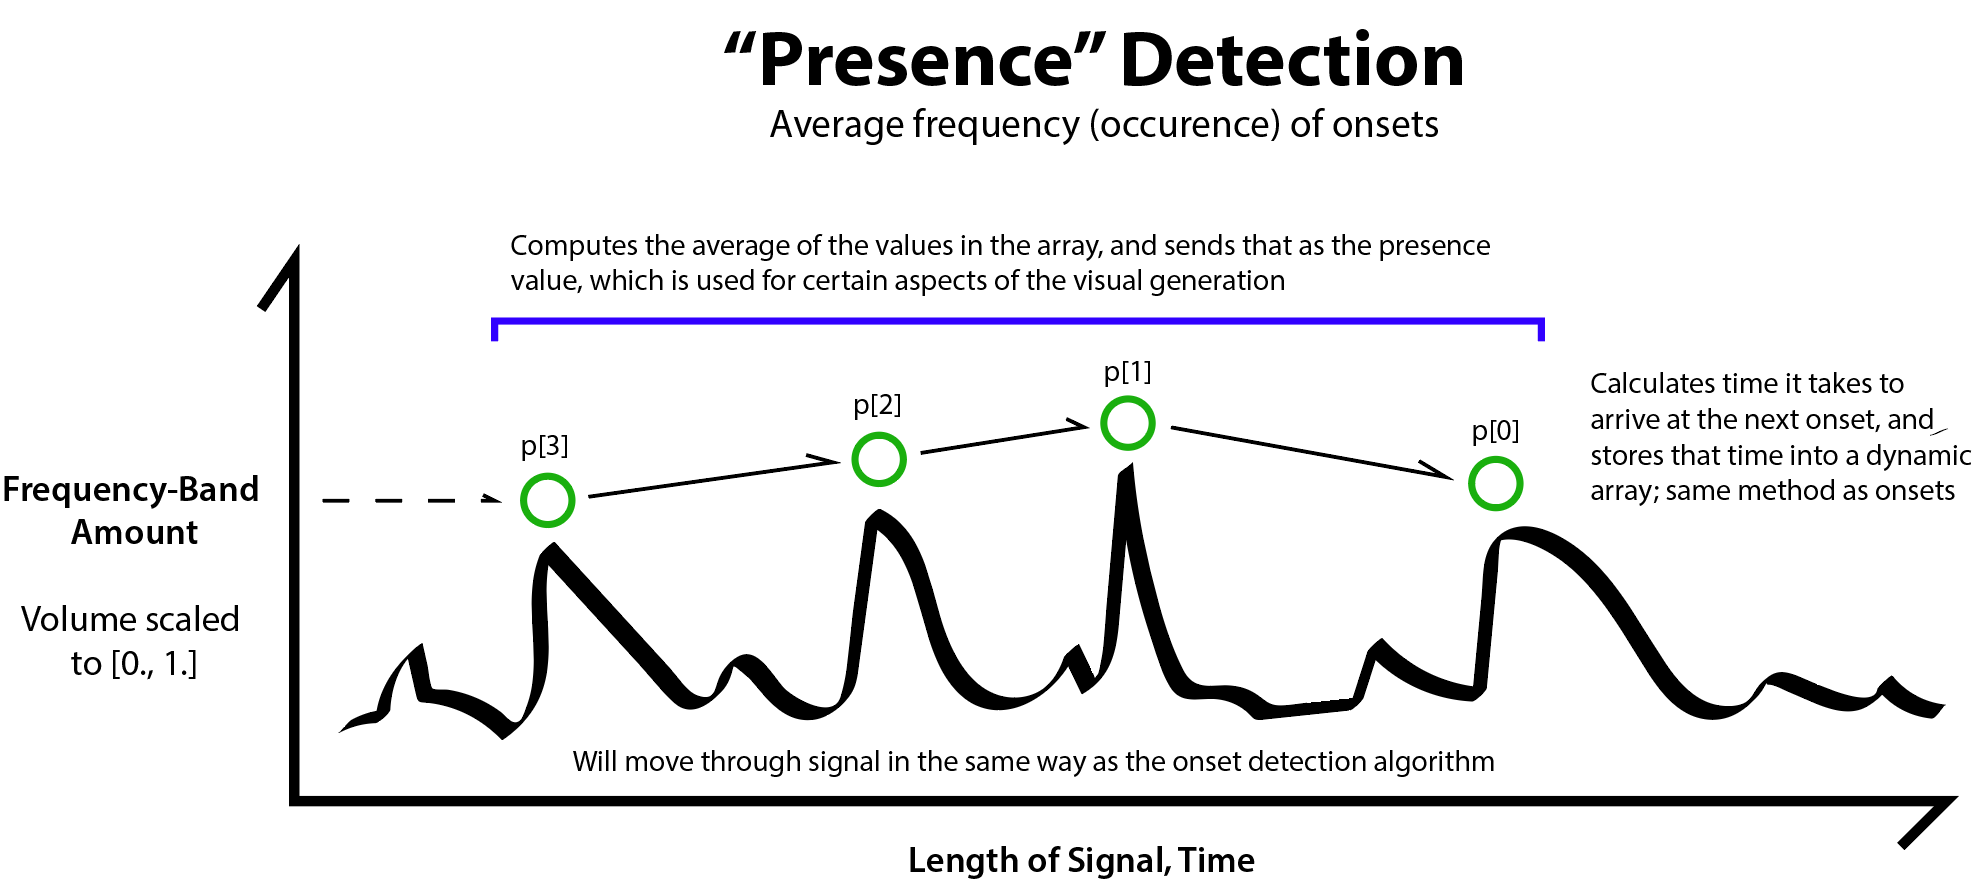 “Presence” Detection
Average frequency (occurence) of onsets
Computes the average of the values in the array, and sends that as the presence
value, which is used for certain aspects of the visual generation
p[3]
p[2]
p[1]
p[0]
Calculates time it takes to
arrive at the next onset, and
stores that time into a dynamic
array; same method as onsets
Frequency-Band
Amount
Volume scaled
to [0., 1.]
Will move through signal in the same way as the onset detection algorithm
Length of Signal, Time